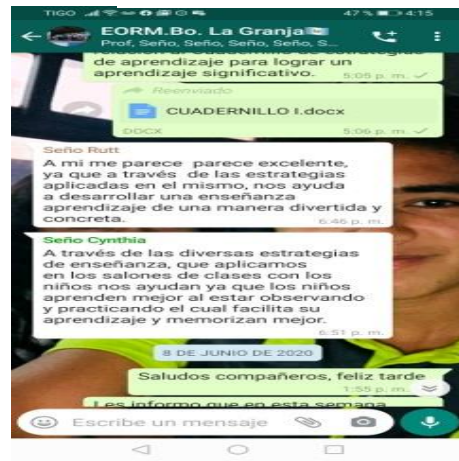 TIGO 47 % 4:15
EORM.Bo. La Granja
Prof, Seño, Seño, Seño, Seño, S...
de aprendizaje para lograr un
aprendizaje significativo. 5:05 p. m.
Reenviado
CUADERNILLO I.docx
DOCX 5:06 p. m.
Seño Rutt
A mi me parece parece excelente,
ya que a través de las estrategias
aplicadas en el mismo, nos ayuda
a desarrollar una enseñanza
aprendizaje de una manera divertida y
concreta. 6:46 p. m.
Seño Cynthia
A través de las diversas estrategias
de enseñanza, que aplicamos
en los salones de clases con los
niños nos ayudan ya que los niños
aprenden mejor al estar observando
y practicando el cual facilita su
aprendizaje y memorizan mejor.
6:51 p. m.
8 DE JUNIO DE 2020
Saludos compañeros, feliz tarde
1:55 p. m.
Les informo que en esta semana
Escribe un mensaje